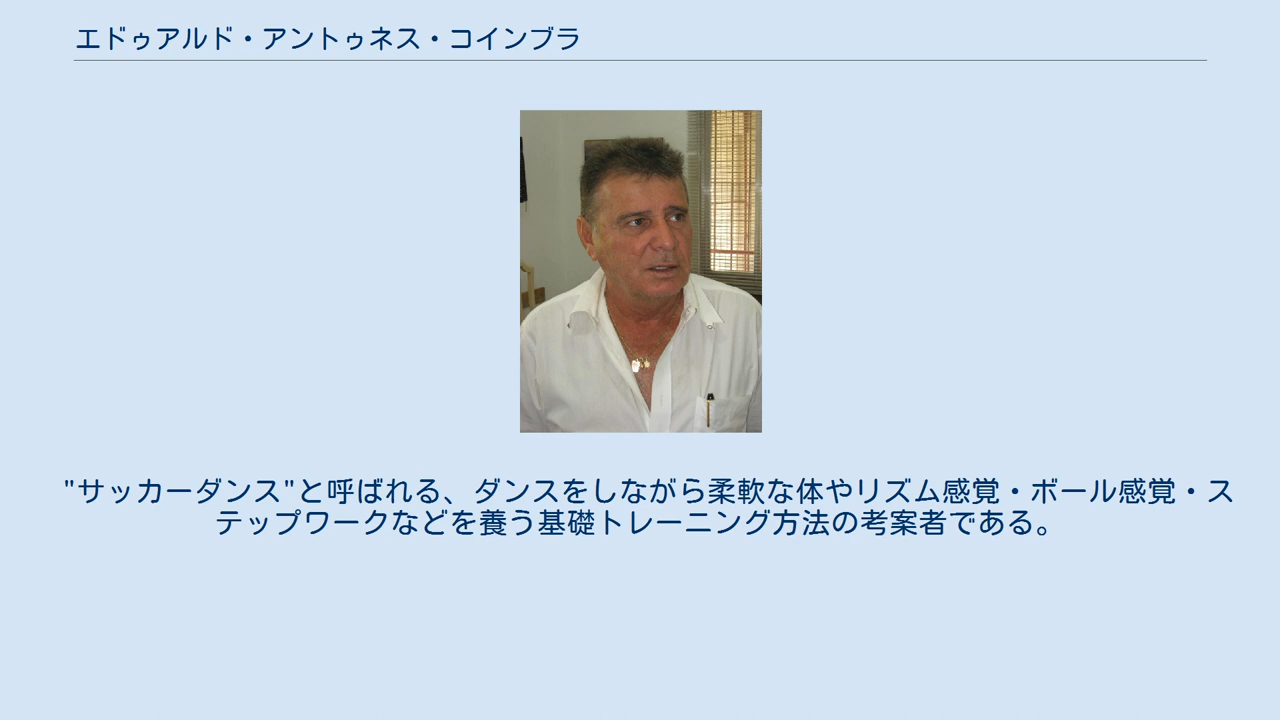 エドゥアルド・アントゥネス・コインブラ
"サッカーダンス"と呼ばれる、ダンスをしながら柔軟な体やリズム感覚・ボール感覚・ス
テップワークなどを養う基礎トレーニング方法の考案者である。